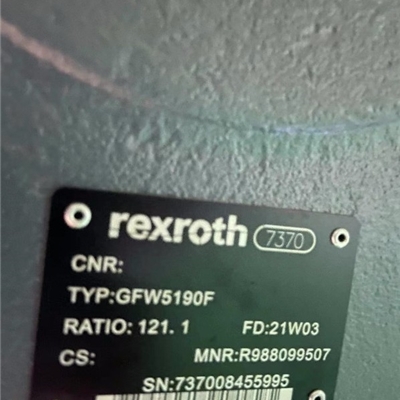 rexroth 7370
CNR:
TYP:GFW5190F
RATIO: 121. 1 FD:21W03
CS: MNR:R988099507
SN:737008455995